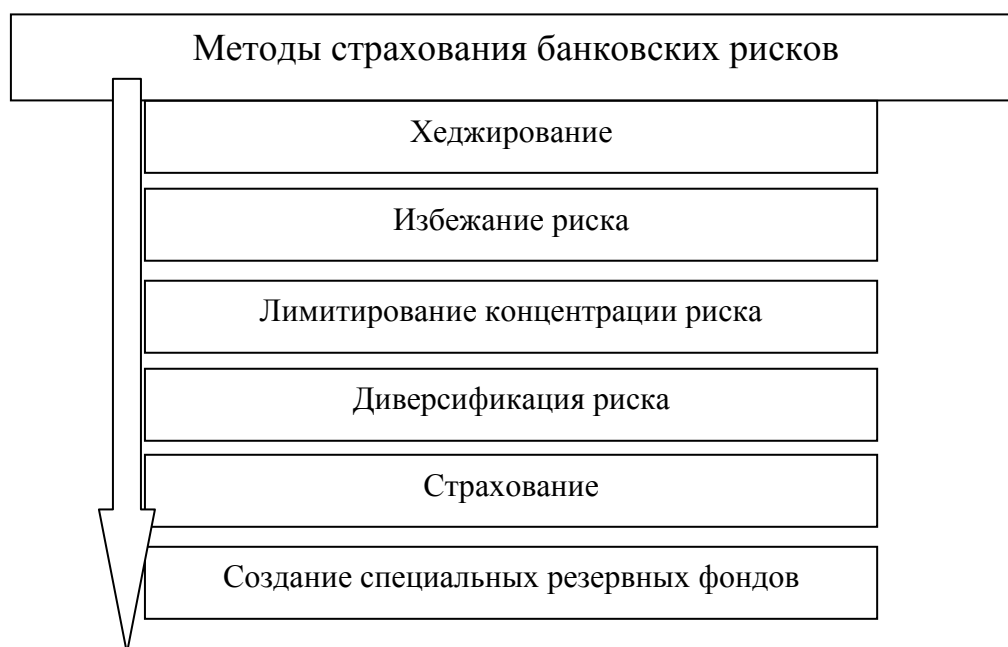 Методы страхования банковских рисков
Хеджирование
Избежание риска
Лимитирование концентрации риска
Диверсификация риска
Страхование
Создание специальных резервных фондов